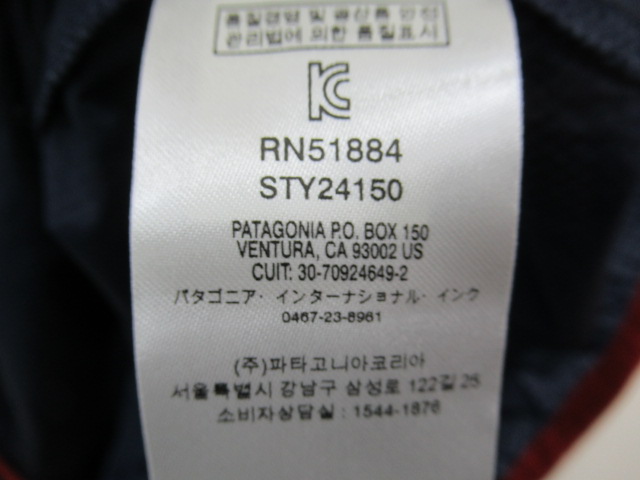 품질경영 및 공산품 안전
관리법에 의한 품질표시
KC
RN51884
STY24150
PATAGONIA P.O. BOX 150
VENTURA, CA 93002 US
CUIT: 30-70924649-2
パタゴニア・インターナショナル・インク
0467-23-8961
(주)파타고니아코리아
서울특별시 강남구 삼성로 122길 25
소비자상담실 : 1544-1876